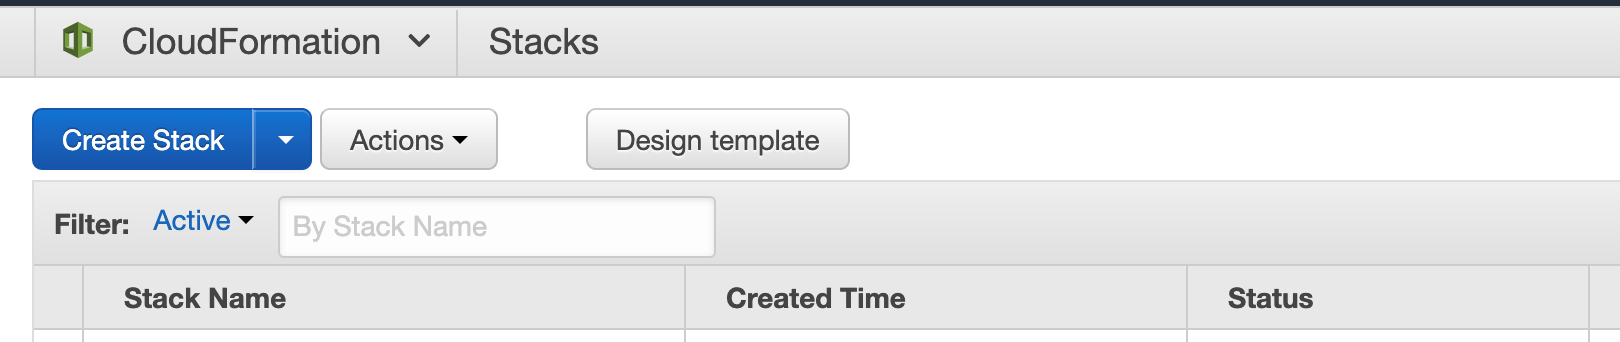 CloudFormation Stacks
Create Stack Actions Design template
Filter: Active By Stack Name
Stack Name Created Time Status